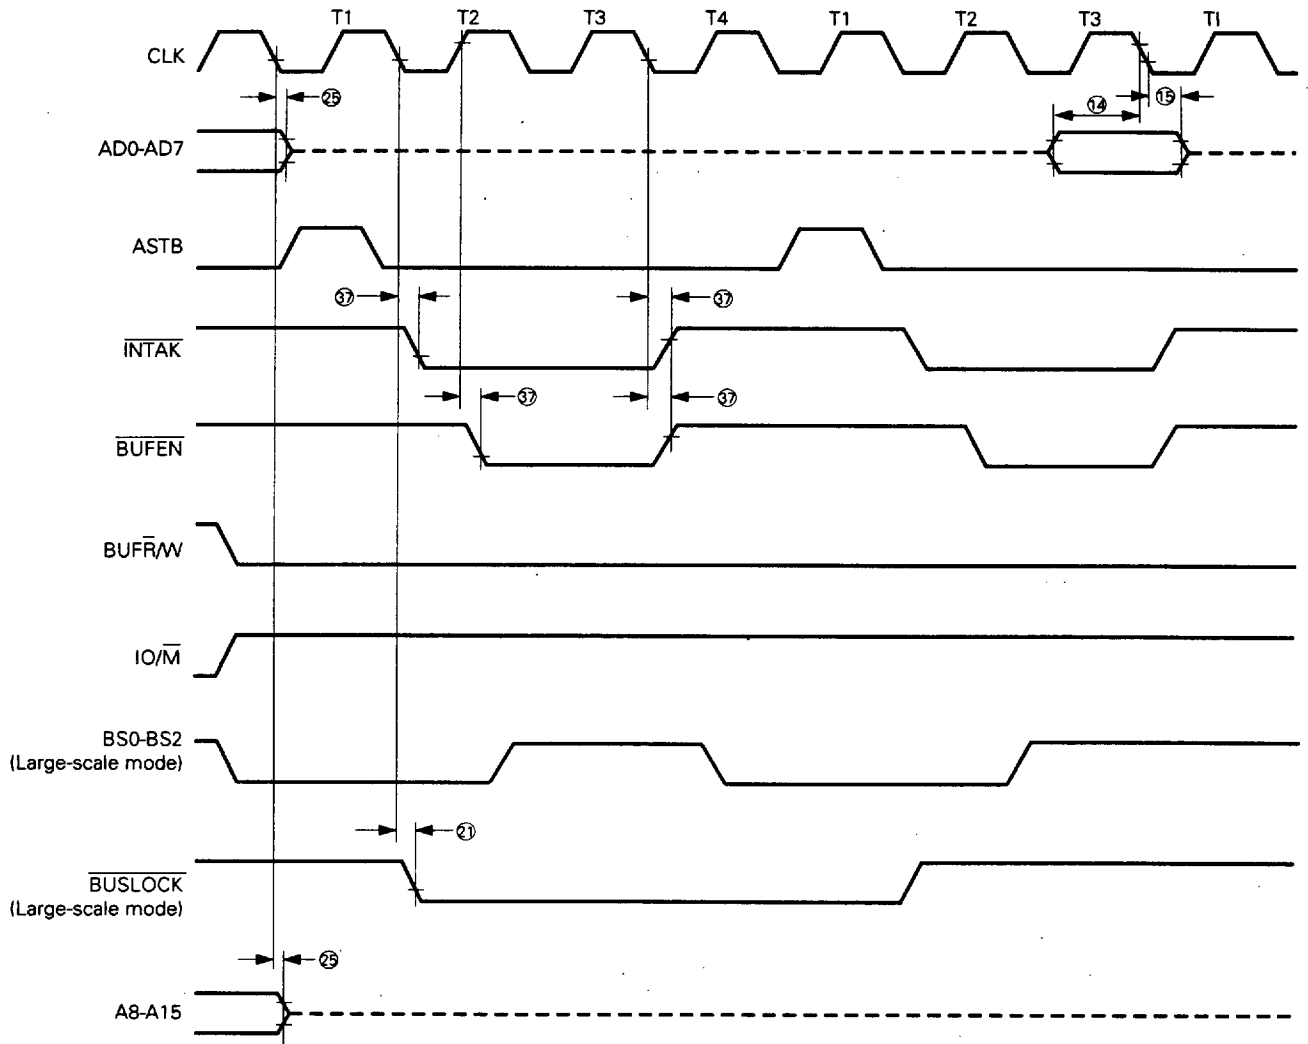 T1 T2 T3 T4 T1 T2 T3 TI
CLK
25
15
14
AD0-AD7
ASTB
37 37
INTAK
37 37
BUFEN
BUFR/W
IO/M
BS0-BS2
(Large-scale mode)
21
BUSLOCK
(Large-scale mode)
25
A8-A15